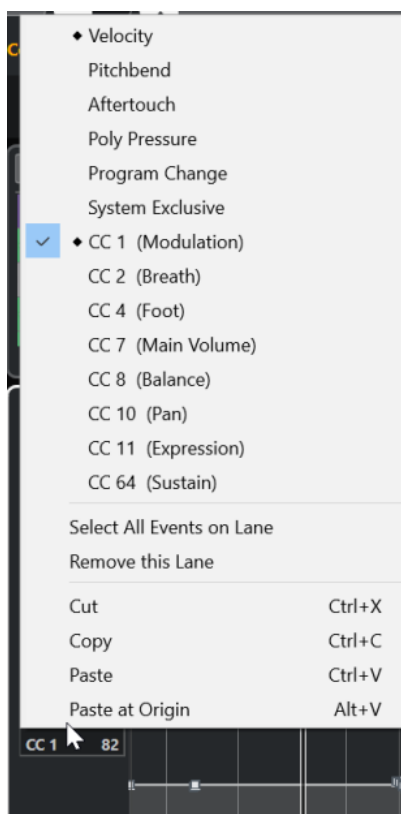 Velocity
Pitchbend
Aftertouch
Poly Pressure
Program Change
System Exclusive
CC 1 (Modulation)
CC 2 (Breath)
CC 4 (Foot)
CC 7 (Main Volume)
CC 8 (Balance)
CC 10 (Pan)
CC 11 (Expression)
CC 64 (Sustain)
Select All Events on Lane
Remove this Lane
Cut Ctrl+X
Copy Ctrl+C
Paste Ctrl+V
Paste at Origin Alt+V
CC 1 82